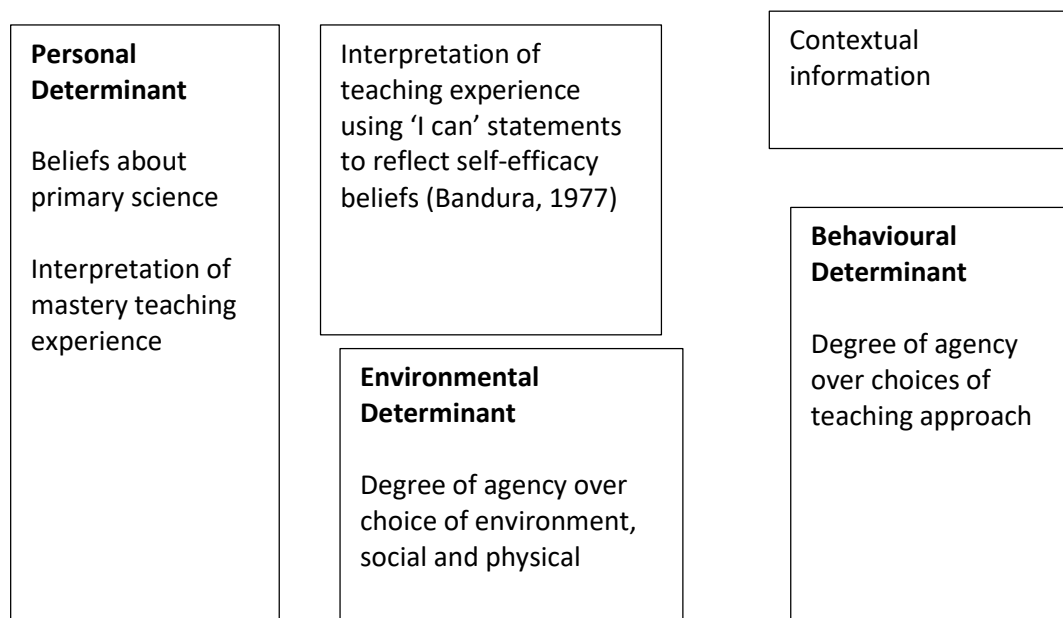 Personal
Determinant
Beliefs about
primary science
Interpretation of
mastery teaching
experience
Interpretation of
teaching experience
using ‘I can’ statements
to reflect self-efficacy
beliefs (Bandura, 1977)
Environmental
Determinant
Degree of agency over
choice of environment,
social and physical
Contextual
information
Behavioural
Determinant
Degree of agency
over choices of
teaching approach